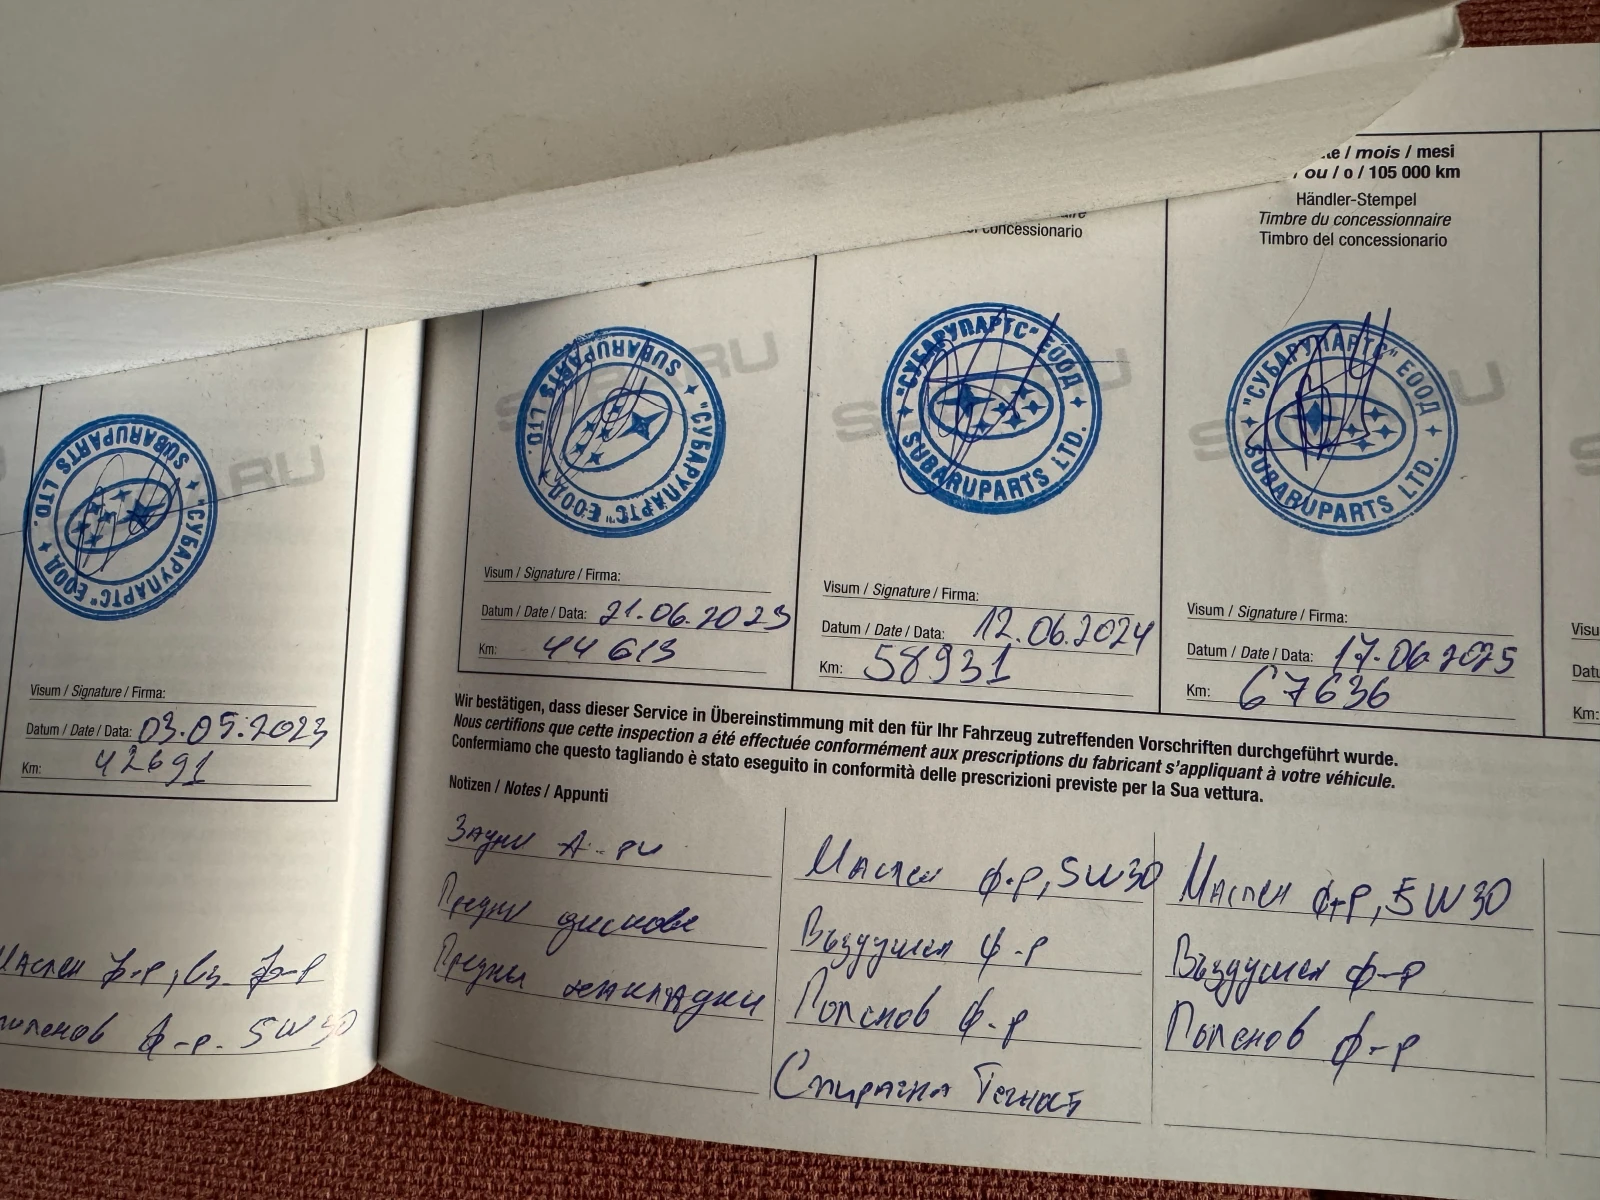 Visum / Signature / Firma:
Datum / Date / Data: 03.05.2023
Km: 42691
"СУБАРУПАРТС" ЕООД
SUBARUPARTS LTD.
Маслен ф-р, Въз. ф-р
поленов ф-р. 5W30
concessionario
SUBARU
"СУБАРУПАРТС" ЕООД
SUBARUPARTS LTD.
Visum / Signature / Firma:
Datum / Date / Data: 21.06.2023
Km: 44613
"СУБАРУПАРТС" ЕООД
SUBARUPARTS LTD.
Visum / Signature / Firma:
Datum / Date / Data: 12.06.2024
Km: 58931
/ mois / mesi
/ ou / o / 105 000 km
Händler-Stempel
Timbre du concessionnaire
Timbro del concessionario
"СУБАРУПАРТС" ЕООД
SUBARUPARTS LTD.
Visum / Signature / Firma:
Datum / Date / Data: 17.06.2025
Km: 67636
Km:
Wir bestätigen, dass dieser Service in Übereinstimmung mit den für Ihr Fahrzeug zutreffenden Vorschriften durchgeführt wurde.
Nous certifions que cette inspection a été effectuée conformément aux prescriptions du fabricant s'appliquant à votre véhicule.
Confermiamo che questo tagliando è stato eseguito in conformità delle prescrizioni previste per la Sua vettura.
Notizen / Notes / Appunti
Задни А-ри
Предни дискове
Предни накладки
Маслен ф-р, 5W30
Въздушен ф-р
Поленов ф-р
Спирачна Течност
Маслен ф-р, 5W30
Въздушен ф-р
Поленов ф-р